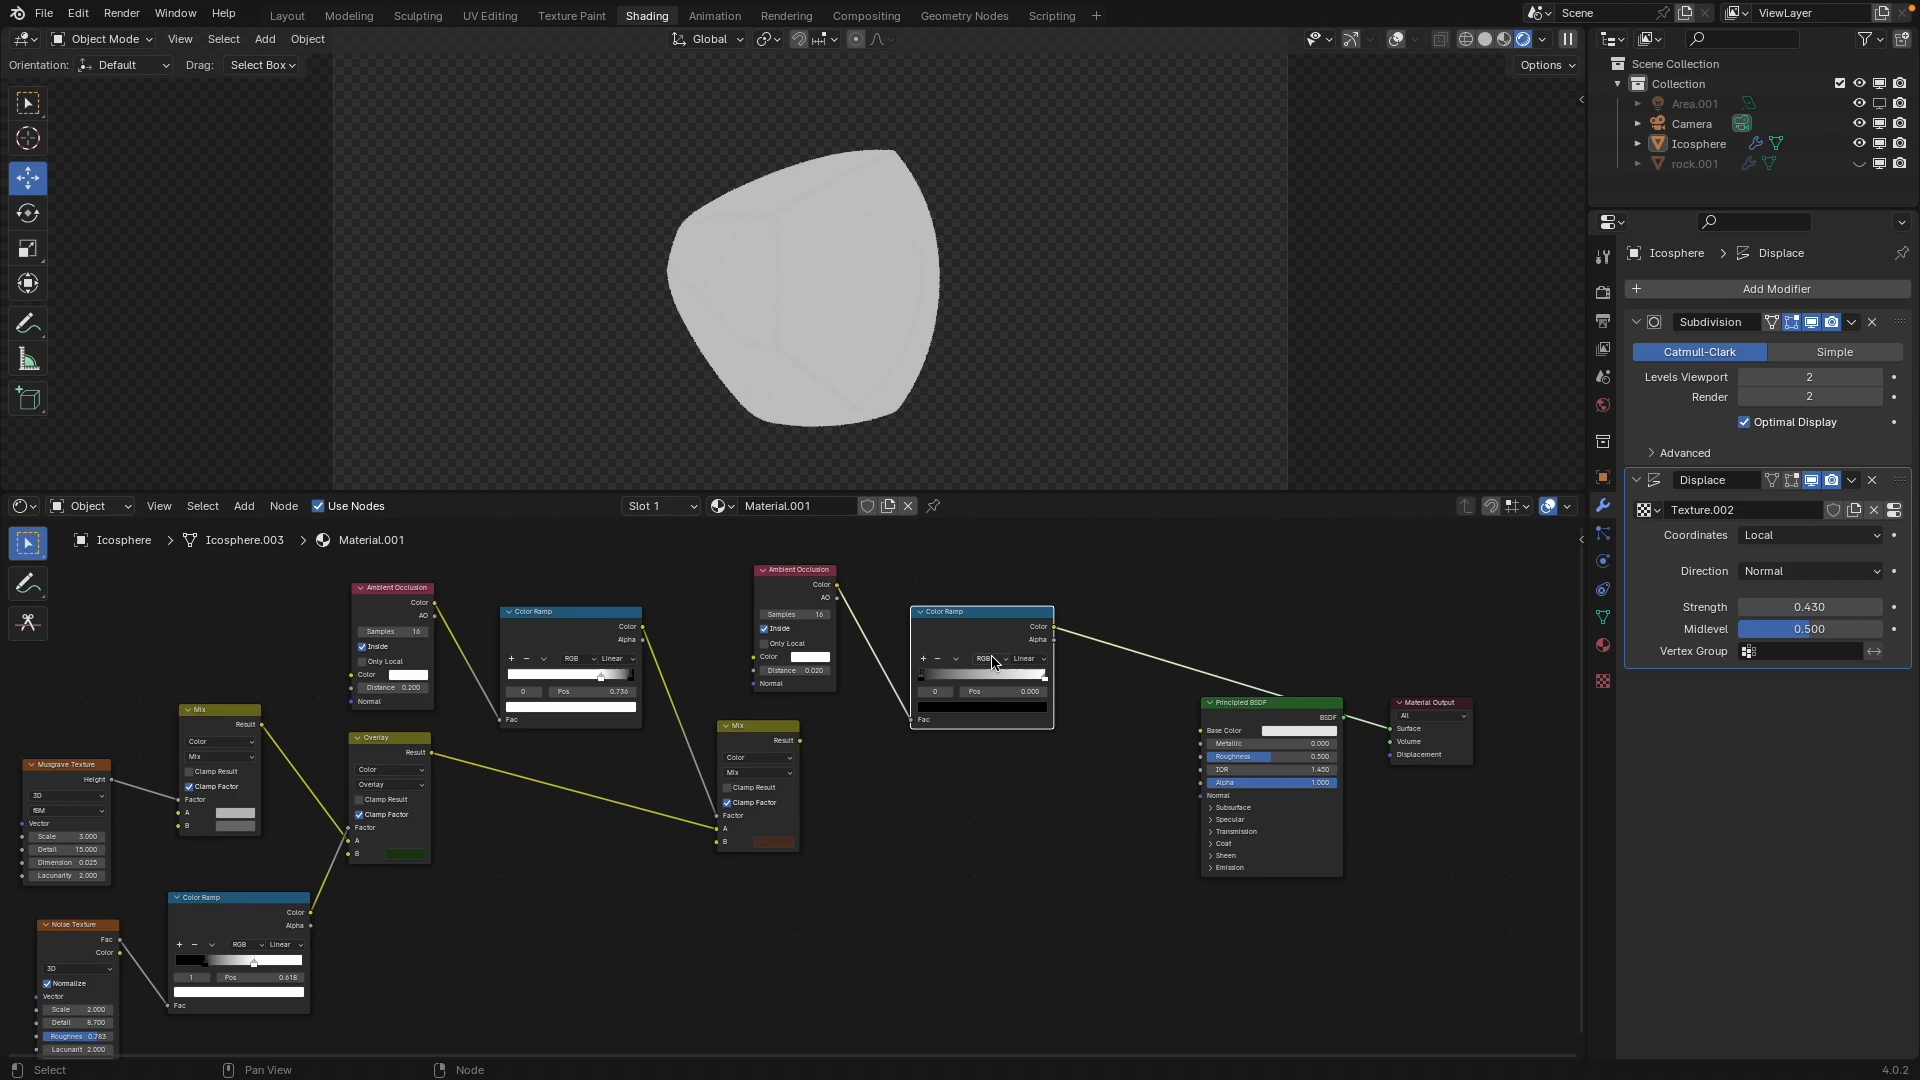 File Edit Render Window Help Layout Modeling Sculpting UV Editing Texture Paint Shading Animation Rendering Compositing Geometry Nodes Scripting + Scene ViewLayer
Object Mode View Select Add Object Global
Orientation: Default Drag: Select Box Options
Scene Collection
Collection
Area.001
Camera
Icosphere
rock.001
Icosphere > Displace
+ Add Modifier
Subdivision
Catmull-Clark Simple
Levels Viewport 2
Render 2
Optimal Display
Advanced
Displace
Texture.002
Coordinates Local
Direction Normal
Strength 0.430
Midlevel 0.500
Vertex Group
Object View Select Add Node Use Nodes Slot 1 Material.001
Icosphere > Icosphere.003 > Material.001
Ambient Occlusion
Color
AO
Samples 16
Inside
Only Local
Color
Distance 0.200
Normal
Color Ramp
Color
Alpha
+ − RGB Linear
0 Pos 0.736
Fac
Ambient Occlusion
Color
AO
Samples 16
Inside
Only Local
Color
Distance 0.020
Normal
Color Ramp
Color
Alpha
+ − RGB Linear
0 Pos 0.000
Fac
Mix
Result
Color
Mix
Clamp Result
Clamp Factor
Factor
A
B
Overlay
Result
Color
Overlay
Clamp Result
Clamp Factor
Factor
A
B
Mix
Result
Color
Mix
Clamp Result
Clamp Factor
Factor
A
B
Principled BSDF
BSDF
Base Color
Metallic 0.000
Roughness 0.500
IOR 1.450
Alpha 1.000
Normal
Subsurface
Specular
Transmission
Coat
Sheen
Emission
Material Output
All
Surface
Volume
Displacement
Musgrave Texture
Height
3D
fBM
Vector
Scale 3.000
Detail 15.000
Dimension 0.025
Lacunarity 2.000
Color Ramp
Color
Alpha
+ − RGB Linear
1 Pos 0.618
Fac
Noise Texture
Fac
Color
3D
Normalize
Vector
Scale 2.000
Detail 8.700
Roughnes 0.783
Lacunarit 2.000
Select Pan View Node 4.0.2